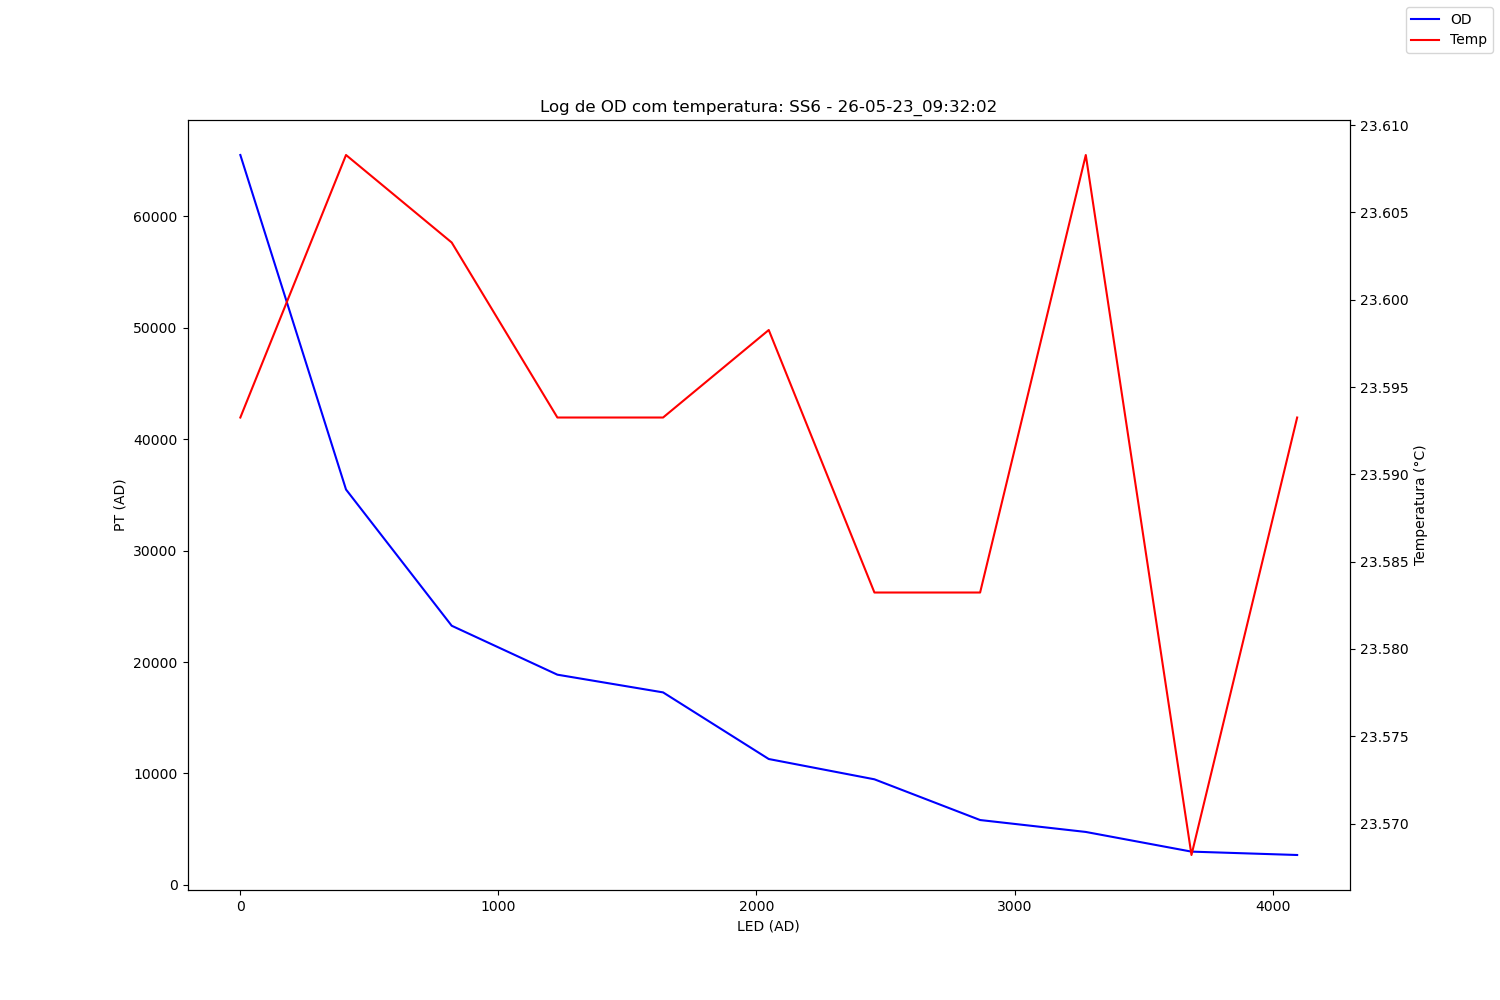 OD
Temp
Log de OD com temperatura: SS6 - 26-05-23_09:32:02
60000
50000
40000
30000
20000
10000
0
PT (AD)
23.610
23.605
23.600
23.595
23.590
23.585
23.580
23.575
23.570
Temperatura (°C)
0 1000 2000 3000 4000
LED (AD)